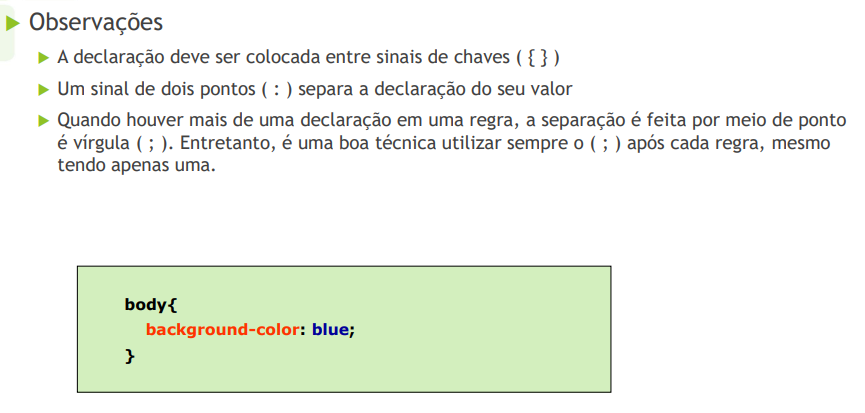 Observações
A declaração deve ser colocada entre sinais de chaves ( { } )
Um sinal de dois pontos ( : ) separa a declaração do seu valor
Quando houver mais de uma declaração em uma regra, a separação é feita por meio de ponto
é vírgula ( ; ). Entretanto, é uma boa técnica utilizar sempre o ( ; ) após cada regra, mesmo
tendo apenas uma.
body{
background-color: blue;
}